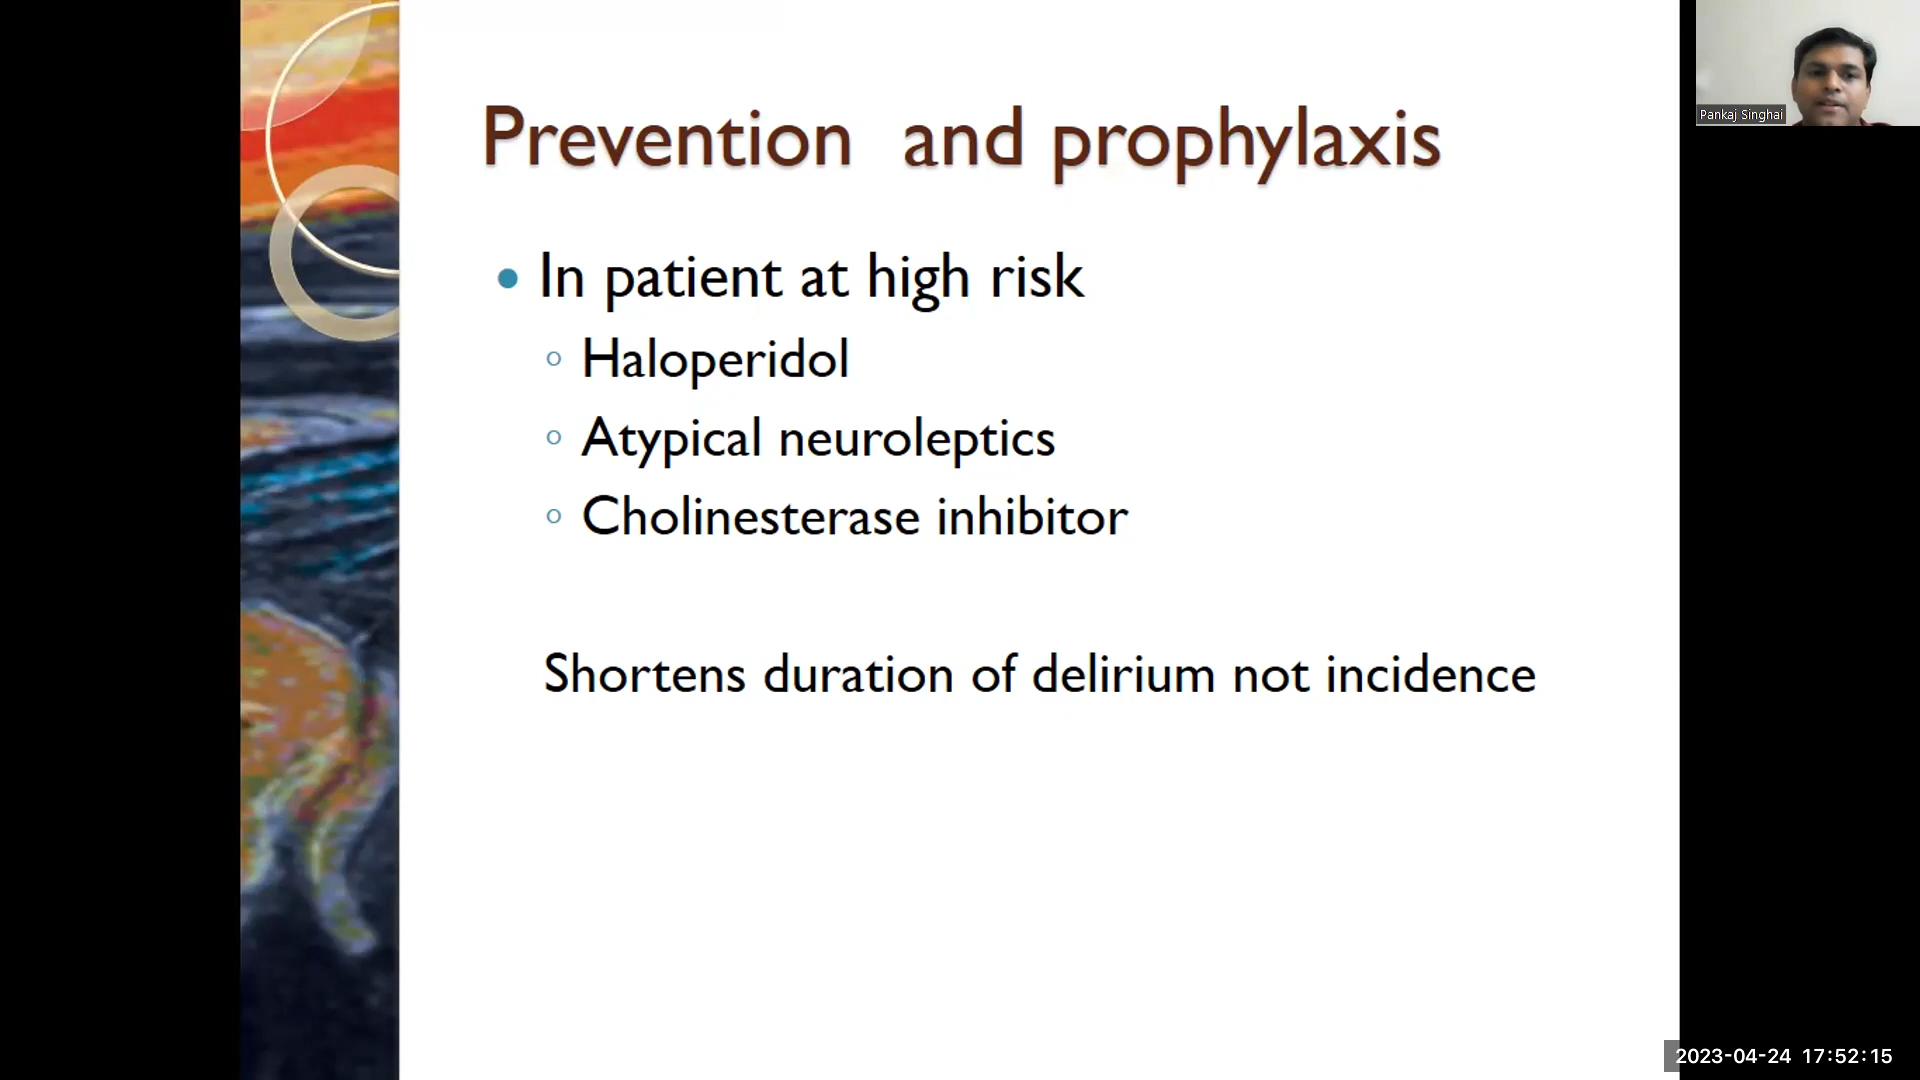 Prevention and prophylaxis
In patient at high risk
Haloperidol
Atypical neuroleptics
Cholinesterase inhibitor
Shortens duration of delirium not incidence
Pankaj Singhai
2023-04-24 17:52:15